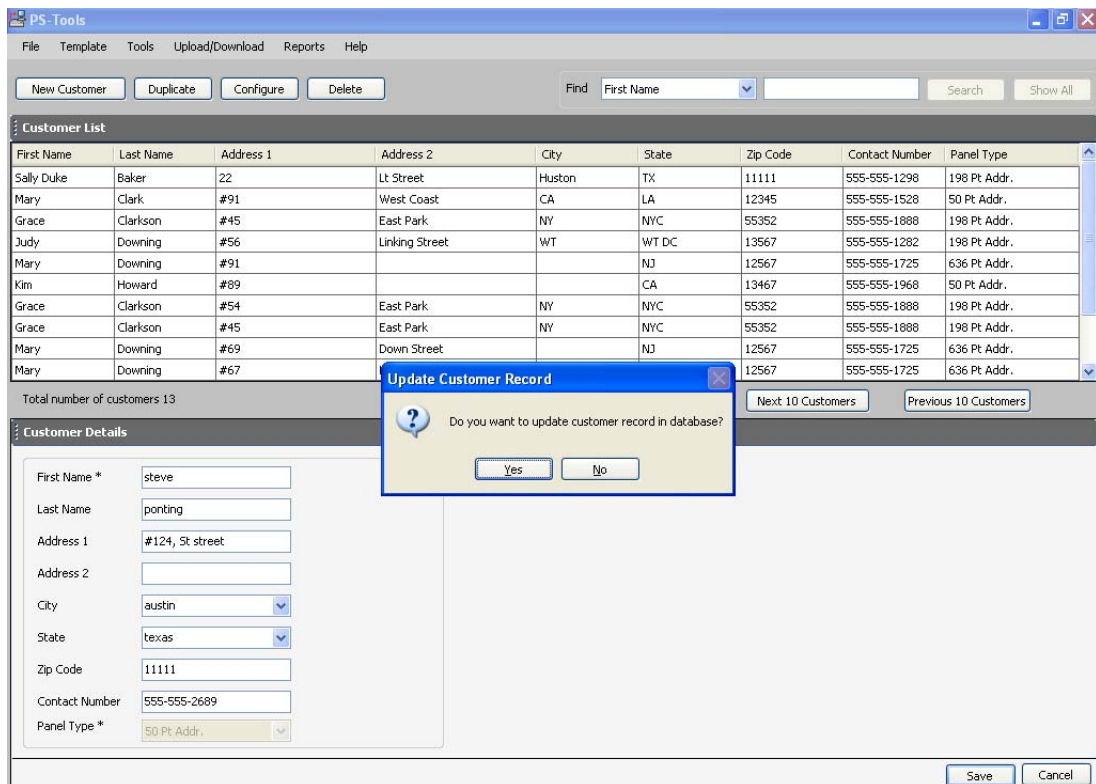 PS-Tools
File Template Tools Upload/Download Reports Help
New Customer Duplicate Configure Delete Find First Name Search Show All
Customer List
First Name Last Name Address 1 Address 2 City State Zip Code Contact Number Panel Type
Sally Duke Baker 22 Lt Street Huston TX 11111 555-555-1298 198 Pt Addr.
Mary Clark #91 West Coast CA LA 12345 555-555-1528 50 Pt Addr.
Grace Clarkson #45 East Park NY NYC 55352 555-555-1888 198 Pt Addr.
Judy Downing #56 Linking Street WT WT DC 13567 555-555-1282 198 Pt Addr.
Mary Downing #91 NJ 12567 555-555-1725 636 Pt Addr.
Kim Howard #89 CA 13467 555-555-1968 50 Pt Addr.
Grace Clarkson #54 East Park NY NYC 55352 555-555-1888 198 Pt Addr.
Grace Clarkson #45 East Park NY NYC 55352 555-555-1888 198 Pt Addr.
Mary Downing #69 Down Street NJ 12567 555-555-1725 636 Pt Addr.
Mary Downing #67 12567 555-555-1725 636 Pt Addr.
Total number of customers 13 Next 10 Customers Previous 10 Customers
Update Customer Record
Do you want to update customer record in database?
Yes No
Customer Details
First Name * steve
Last Name ponting
Address 1 #124, St street
Address 2
City austin
State texas
Zip Code 11111
Contact Number 555-555-2689
Panel Type * 50 Pt Addr.
Save Cancel